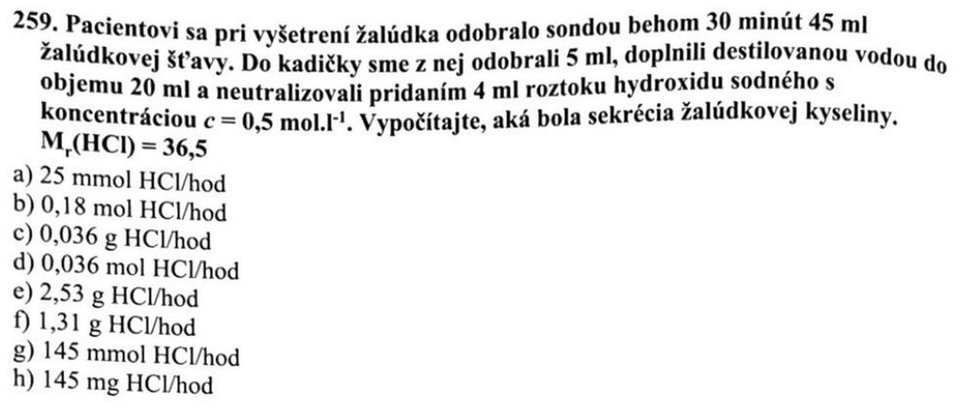 259. Pacientovi sa pri vyšetrení žalúdka odobralo sondou behom 30 minút 45 ml
žalúdkovej šťavy. Do kadičky sme z nej odobrali 5 ml, doplnili destilovanou vodou do
objemu 20 ml a neutralizovali pridaním 4 ml roztoku hydroxidu sodného s
koncentráciou c = 0,5 mol.l⁻¹. Vypočítajte, aká bola sekrécia žalúdkovej kyseliny.
Mᵣ(HCl) = 36,5
a) 25 mmol HCl/hod
b) 0,18 mol HCl/hod
c) 0,036 g HCl/hod
d) 0,036 mol HCl/hod
e) 2,53 g HCl/hod
f) 1,31 g HCl/hod
g) 145 mmol HCl/hod
h) 145 mg HCl/hod